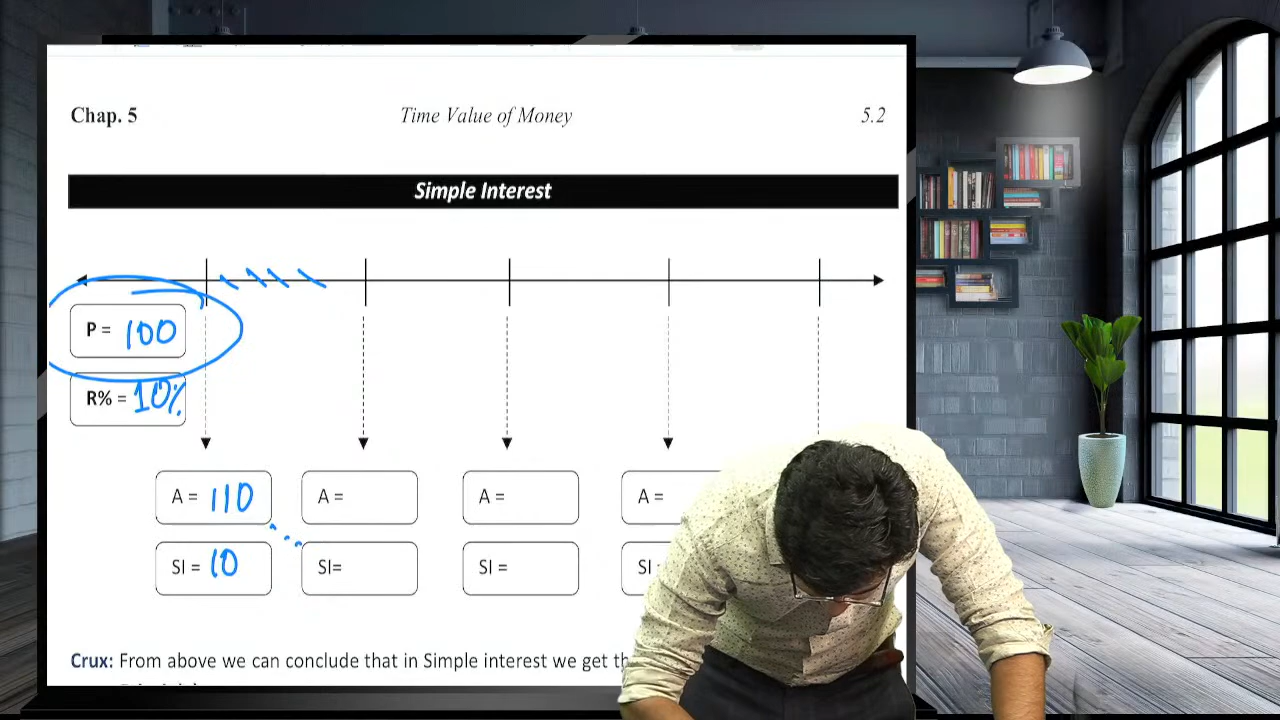 Chap. 5 Time Value of Money 5.2
Simple Interest
P = 100
R% = 10%
A = 110 A = A = A =
SI = 10 SI= SI = SI
Crux: From above we can conclude that in Simple interest we get